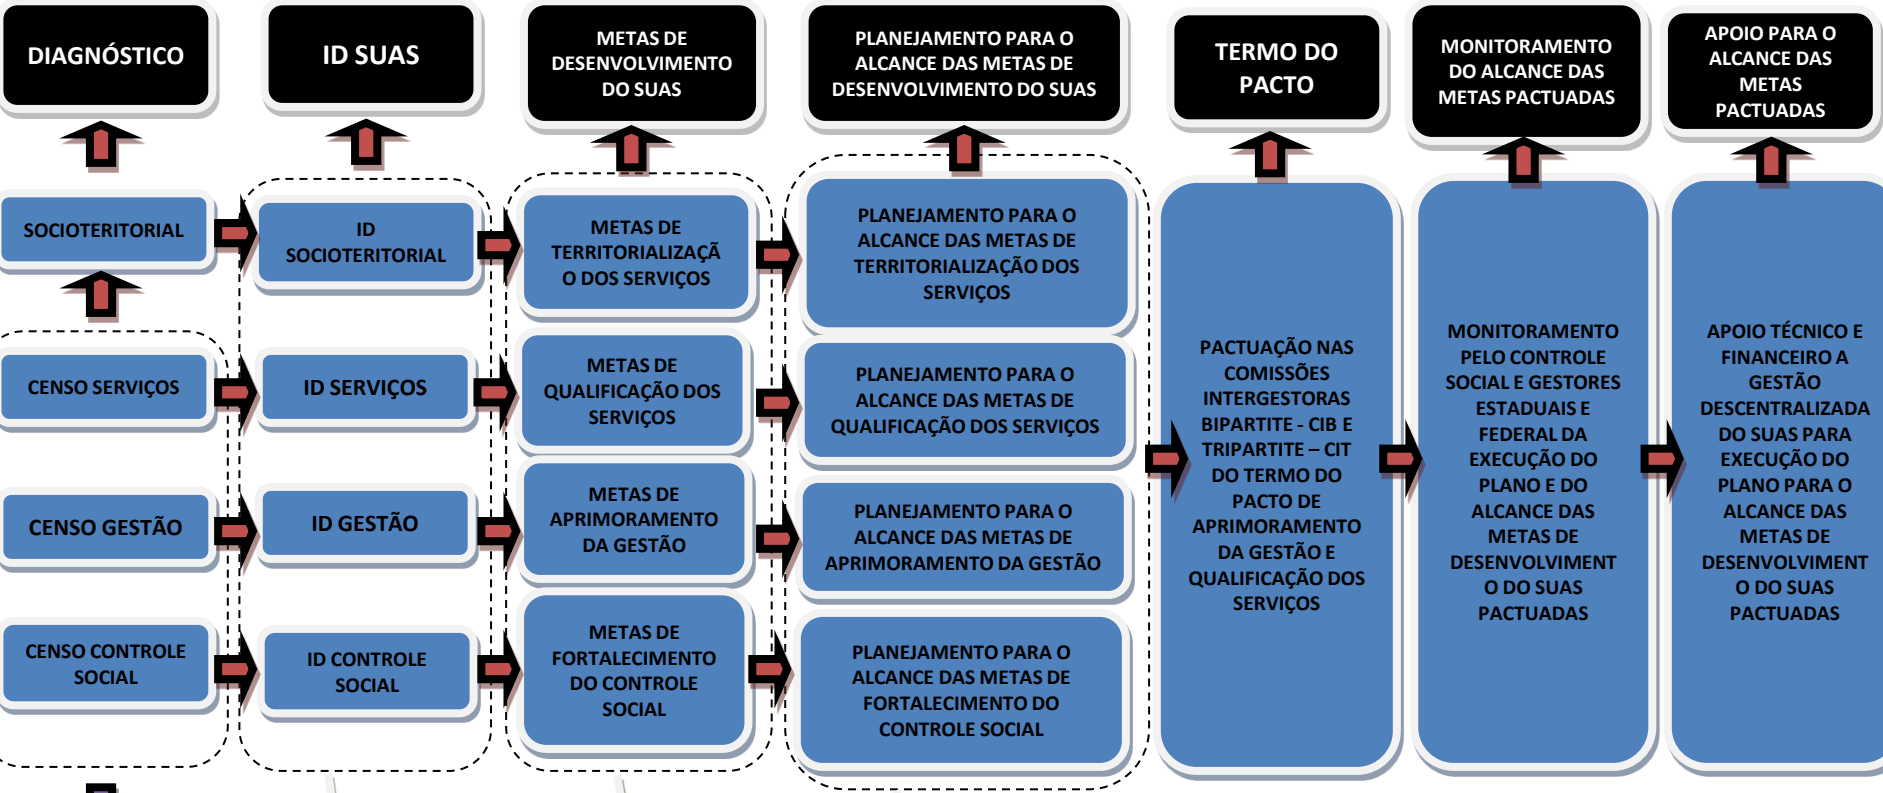 DIAGNÓSTICO
ID SUAS
METAS DE
DESENVOLVIMENTO
DO SUAS
PLANEJAMENTO PARA O
ALCANCE DAS METAS DE
DESENVOLVIMENTO DO SUAS
TERMO DO
PACTO
MONITORAMENTO
DO ALCANCE DAS
METAS PACTUADAS
APOIO PARA O
ALCANCE DAS
METAS
PACTUADAS
SOCIOTERITORIAL
ID
SOCIOTERITORIAL
METAS DE
TERRITORIALIZAÇÃ
O DOS SERVIÇOS
PLANEJAMENTO PARA O
ALCANCE DAS METAS DE
TERRITORIALIZAÇÃO DOS
SERVIÇOS
CENSO SERVIÇOS
ID SERVIÇOS
METAS DE
QUALIFICAÇÃO DOS
SERVIÇOS
PLANEJAMENTO PARA O
ALCANCE DAS METAS DE
QUALIFICAÇÃO DOS SERVIÇOS
CENSO GESTÃO
ID GESTÃO
METAS DE
APRIMORAMENTO
DA GESTÃO
PLANEJAMENTO PARA O
ALCANCE DAS METAS DE
APRIMORAMENTO DA GESTÃO
CENSO CONTROLE
SOCIAL
ID CONTROLE
SOCIAL
METAS DE
FORTALECIMENTO
DO CONTROLE
SOCIAL
PLANEJAMENTO PARA O
ALCANCE DAS METAS DE
FORTALECIMENTO DO
CONTROLE SOCIAL
PACTUAÇÃO NAS
COMISSÕES
INTERGESTORAS
BIPARTITE - CIB E
TRIPARTITE – CIT
DO TERMO DO
PACTO DE
APRIMORAMENTO
DA GESTÃO E
QUALIFICAÇÃO DOS
SERVIÇOS
MONITORAMENTO
PELO CONTROLE
SOCIAL E GESTORES
ESTADUAIS E
FEDERAL DA
EXECUÇÃO DO
PLANO E DO
ALCANCE DAS
METAS DE
DESENVOLVIMENT
O DO SUAS
PACTUADAS
APOIO TÉCNICO E
FINANCEIRO A
GESTÃO
DESCENTRALIZADA
DO SUAS PARA
EXECUÇÃO DO
PLANO PARA O
ALCANCE DAS
METAS DE
DESENVOLVIMENT
O DO SUAS
PACTUADAS